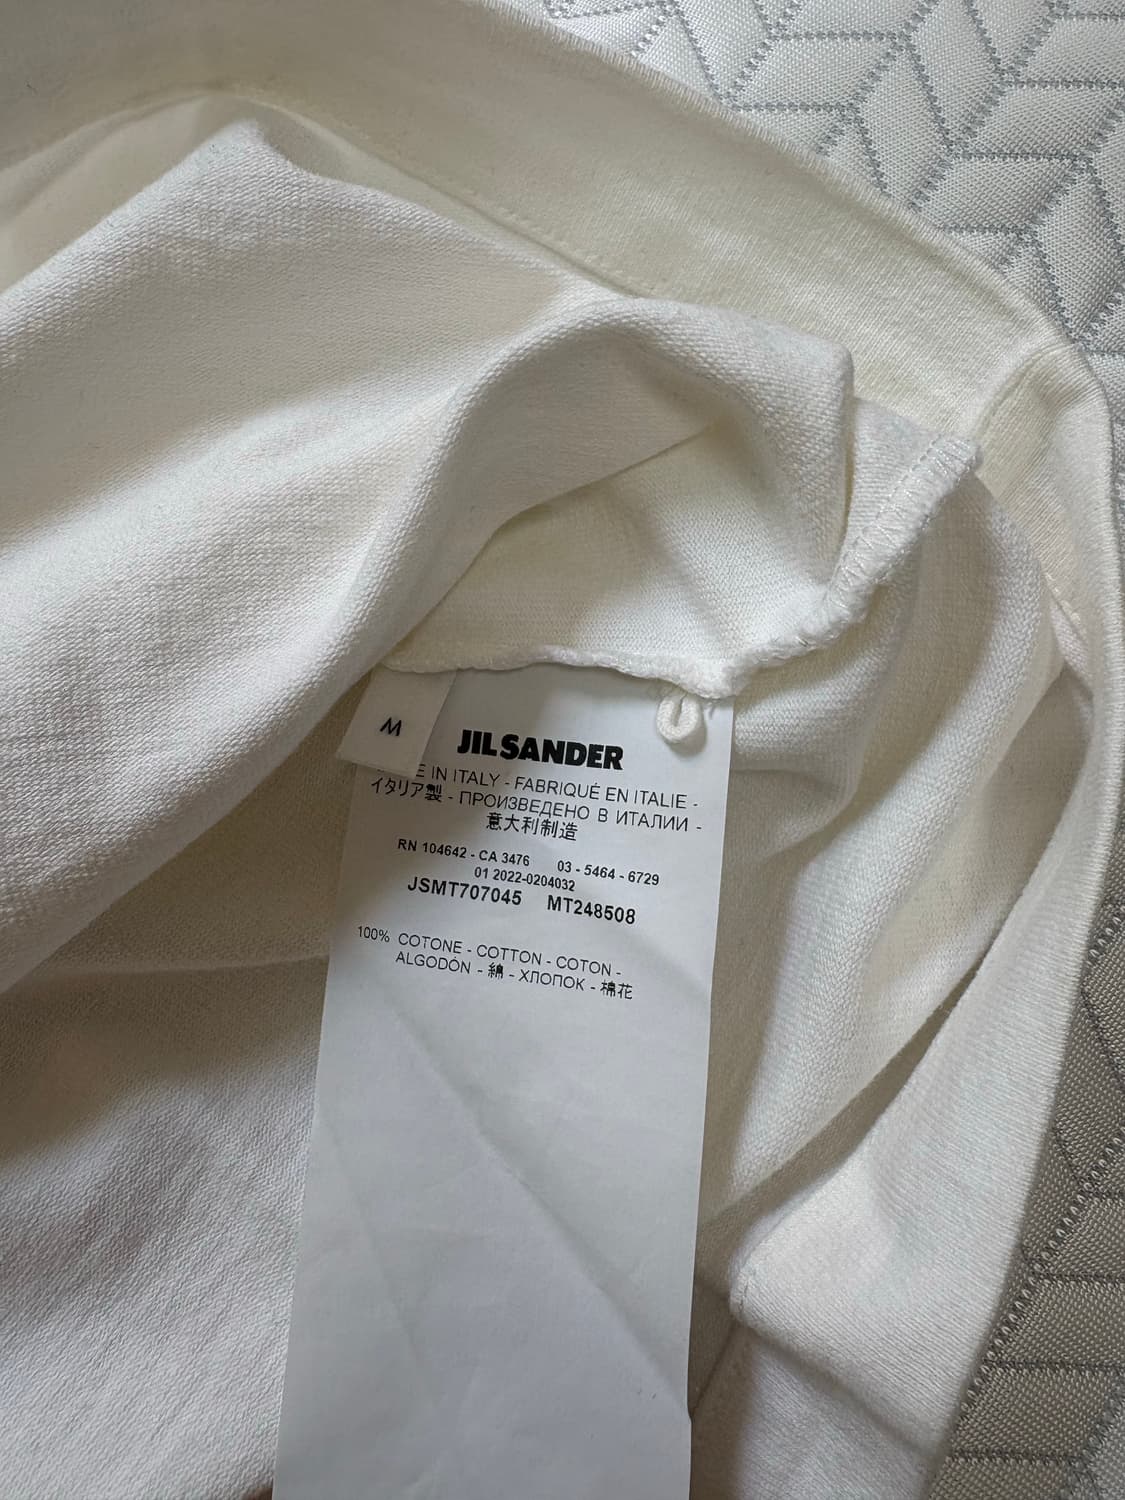 M
JIL SANDER
E IN ITALY - FABRIQUÉ EN ITALIE -
イタリア製 - ПРОИЗВЕДЕНО В ИТАЛИИ -
意大利制造
RN 104642 - CA 3476 03 - 5464 - 6729
01 2022-0204032
JSMT707045 MT248508
100% COTONE - COTTON - COTON -
ALGODÓN - 綿 - ХЛОПОК - 棉花